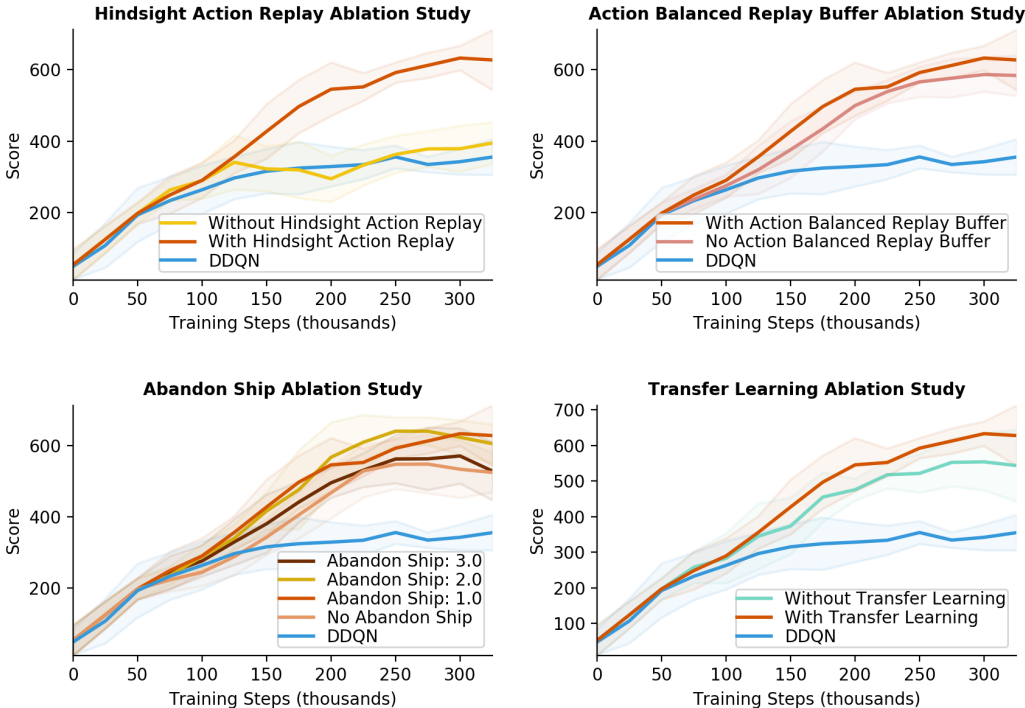 Hindsight Action Replay Ablation Study
600
400
200
Score
Without Hindsight Action Replay
With Hindsight Action Replay
DDQN
0 50 100 150 200 250 300
Training Steps (thousands)
Action Balanced Replay Buffer Ablation Study
600
400
200
Score
With Action Balanced Replay Buffer
No Action Balanced Replay Buffer
DDQN
0 50 100 150 200 250 300
Training Steps (thousands)
Abandon Ship Ablation Study
600
400
200
Score
Abandon Ship: 3.0
Abandon Ship: 2.0
Abandon Ship: 1.0
No Abandon Ship
DDQN
0 50 100 150 200 250 300
Training Steps (thousands)
Transfer Learning Ablation Study
700
600
500
400
300
200
100
Score
Without Transfer Learning
With Transfer Learning
DDQN
0 50 100 150 200 250 300
Training Steps (thousands)